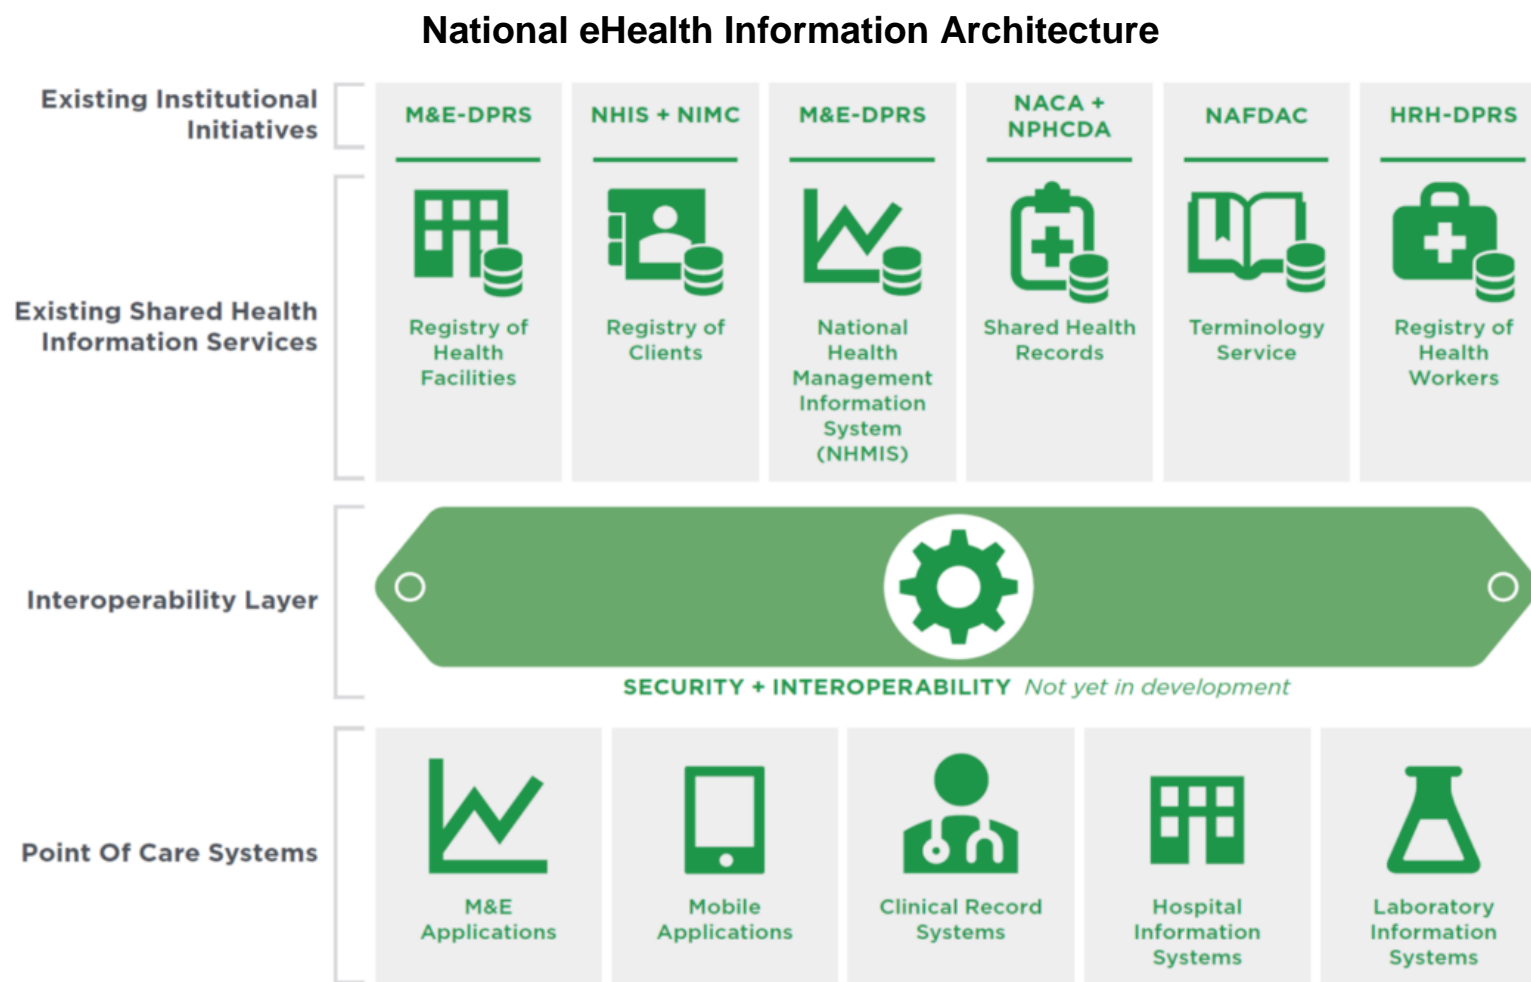 National eHealth Information Architecture
Existing Institutional
Initiatives
M&E-DPRS
NHIS + NIMC
M&E-DPRS
NACA +
NPHCDA
NAFDAC
HRH-DPRS
Existing Shared Health
Information Services
Registry of
Health
Facilities
Registry of
Clients
National
Health
Management
Information
System
(NHMIS)
Shared Health
Records
Terminology
Service
Registry of
Health
Workers
Interoperability Layer
SECURITY + INTEROPERABILITY Not yet in development
Point Of Care Systems
M&E
Applications
Mobile
Applications
Clinical Record
Systems
Hospital
Information
Systems
Laboratory
Information
Systems